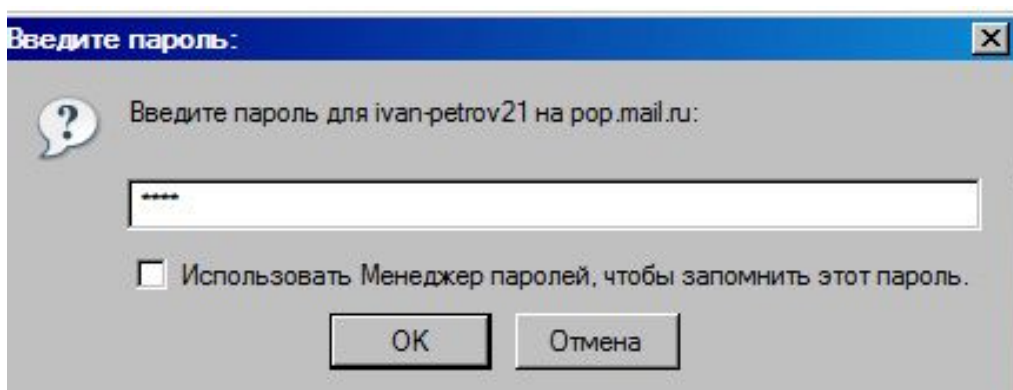 Введите пароль:
Введите пароль для ivan-petrov21 на pop.mail.ru:
****
Использовать Менеджер паролей, чтобы запомнить этот пароль.
OK Отмена